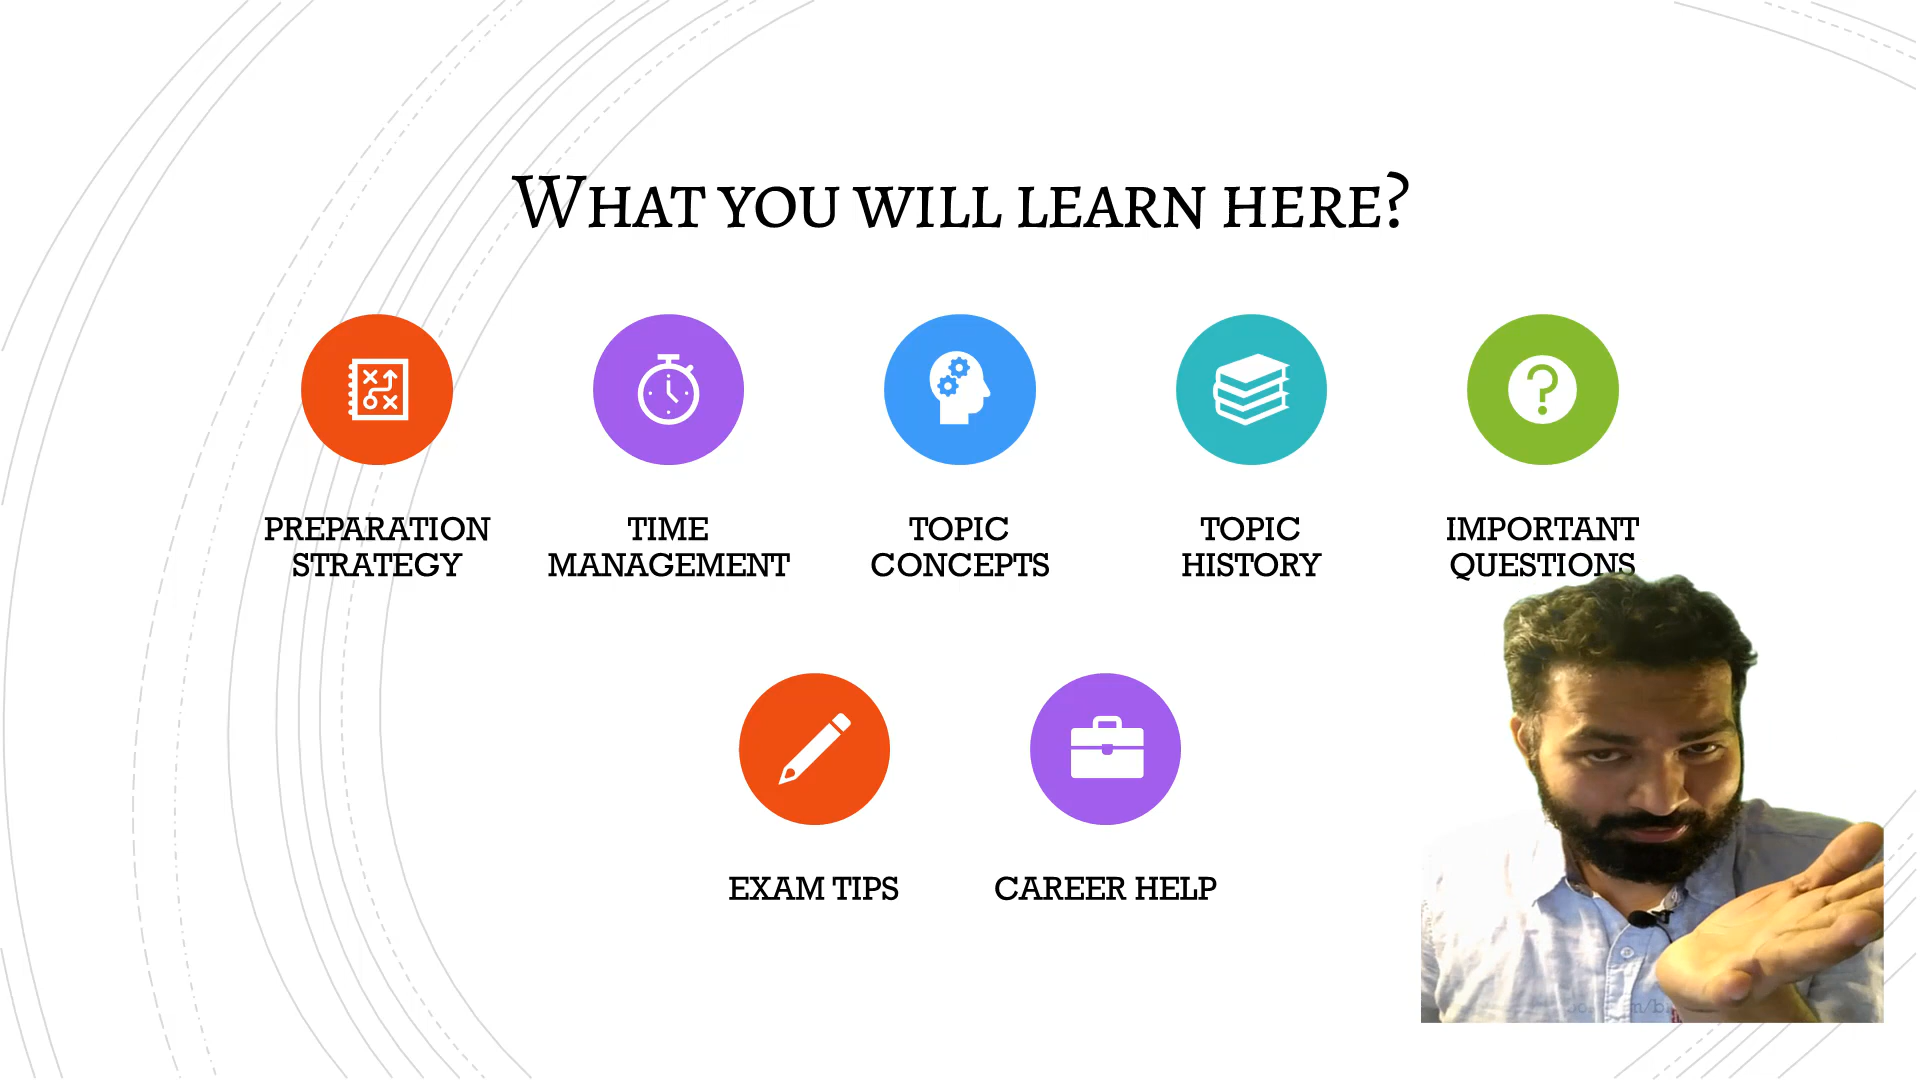 What you will learn here?
PREPARATION
STRATEGY
TIME
MANAGEMENT
TOPIC
CONCEPTS
TOPIC
HISTORY
IMPORTANT
QUESTIONS
EXAM TIPS
CAREER HELP